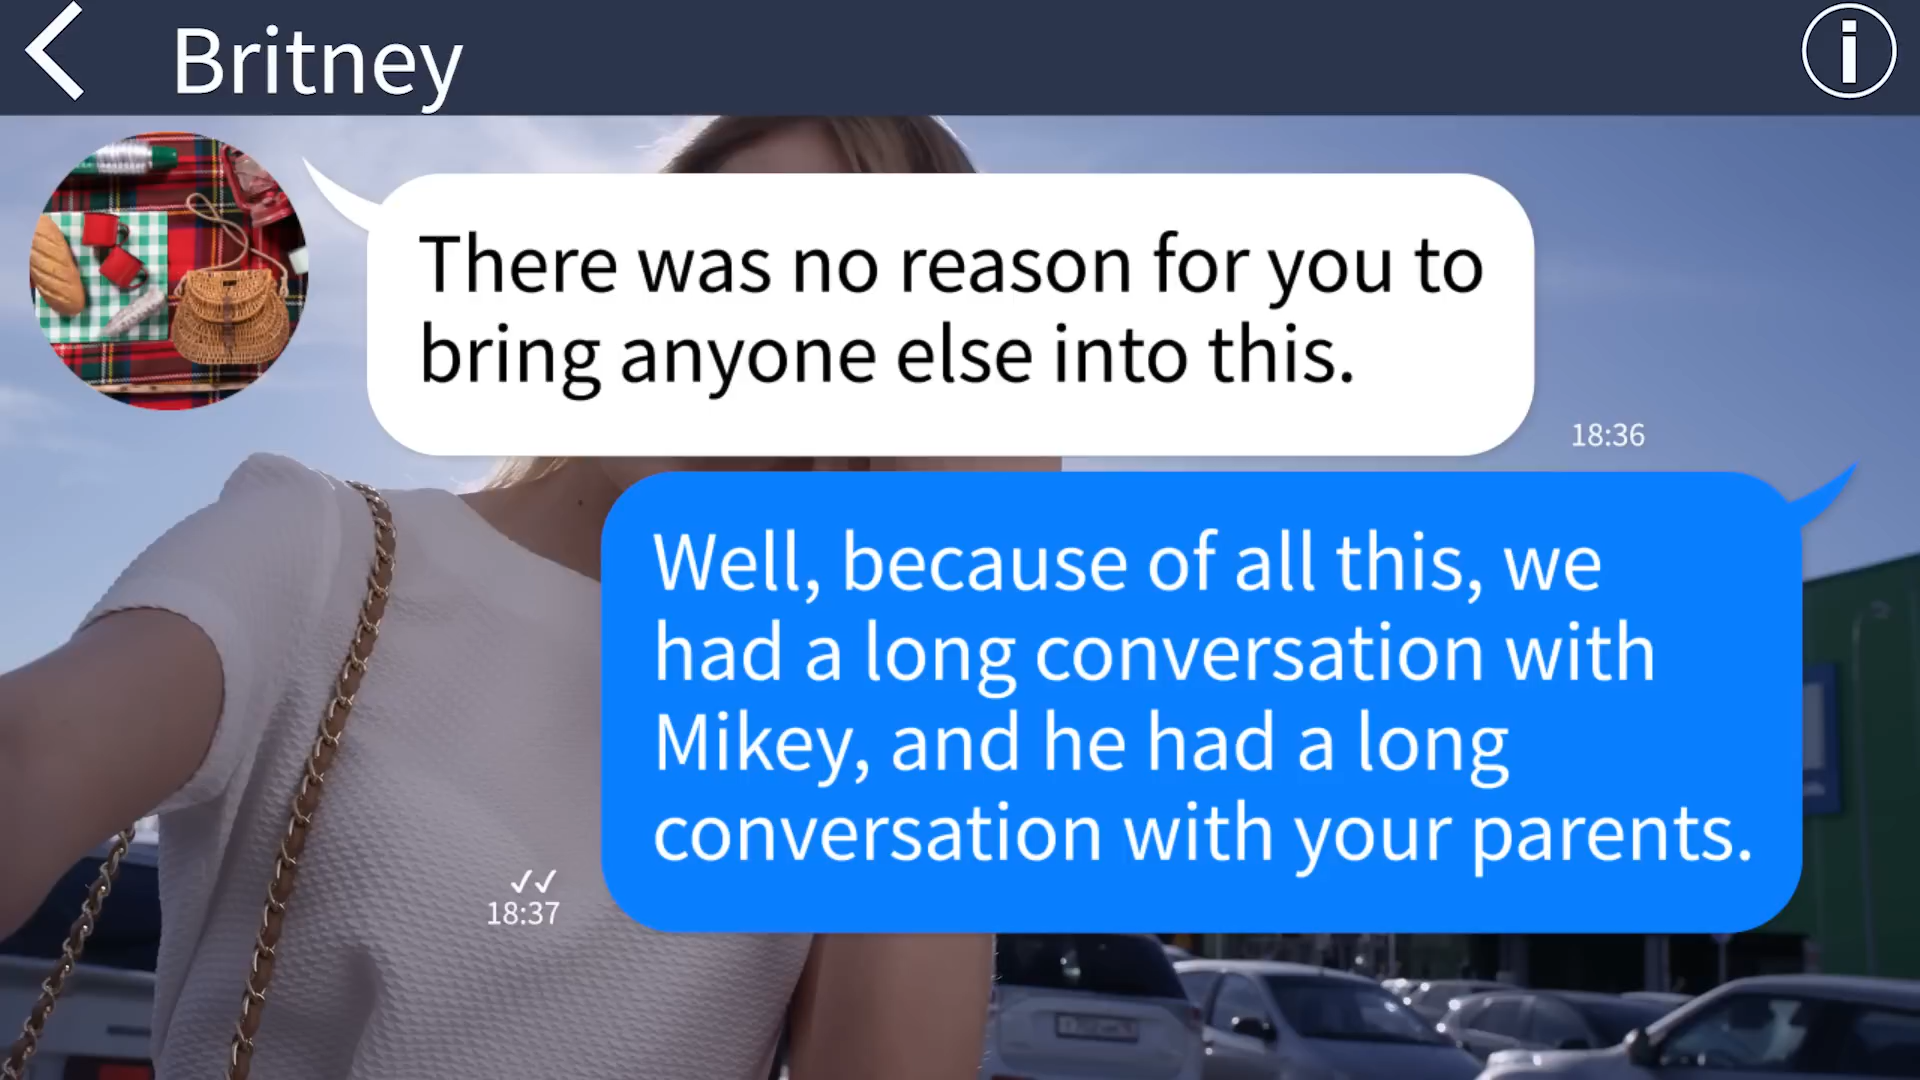 Britney
There was no reason for you to
bring anyone else into this.
18:36
Well, because of all this, we
had a long conversation with
Mikey, and he had a long
conversation with your parents.
18:37